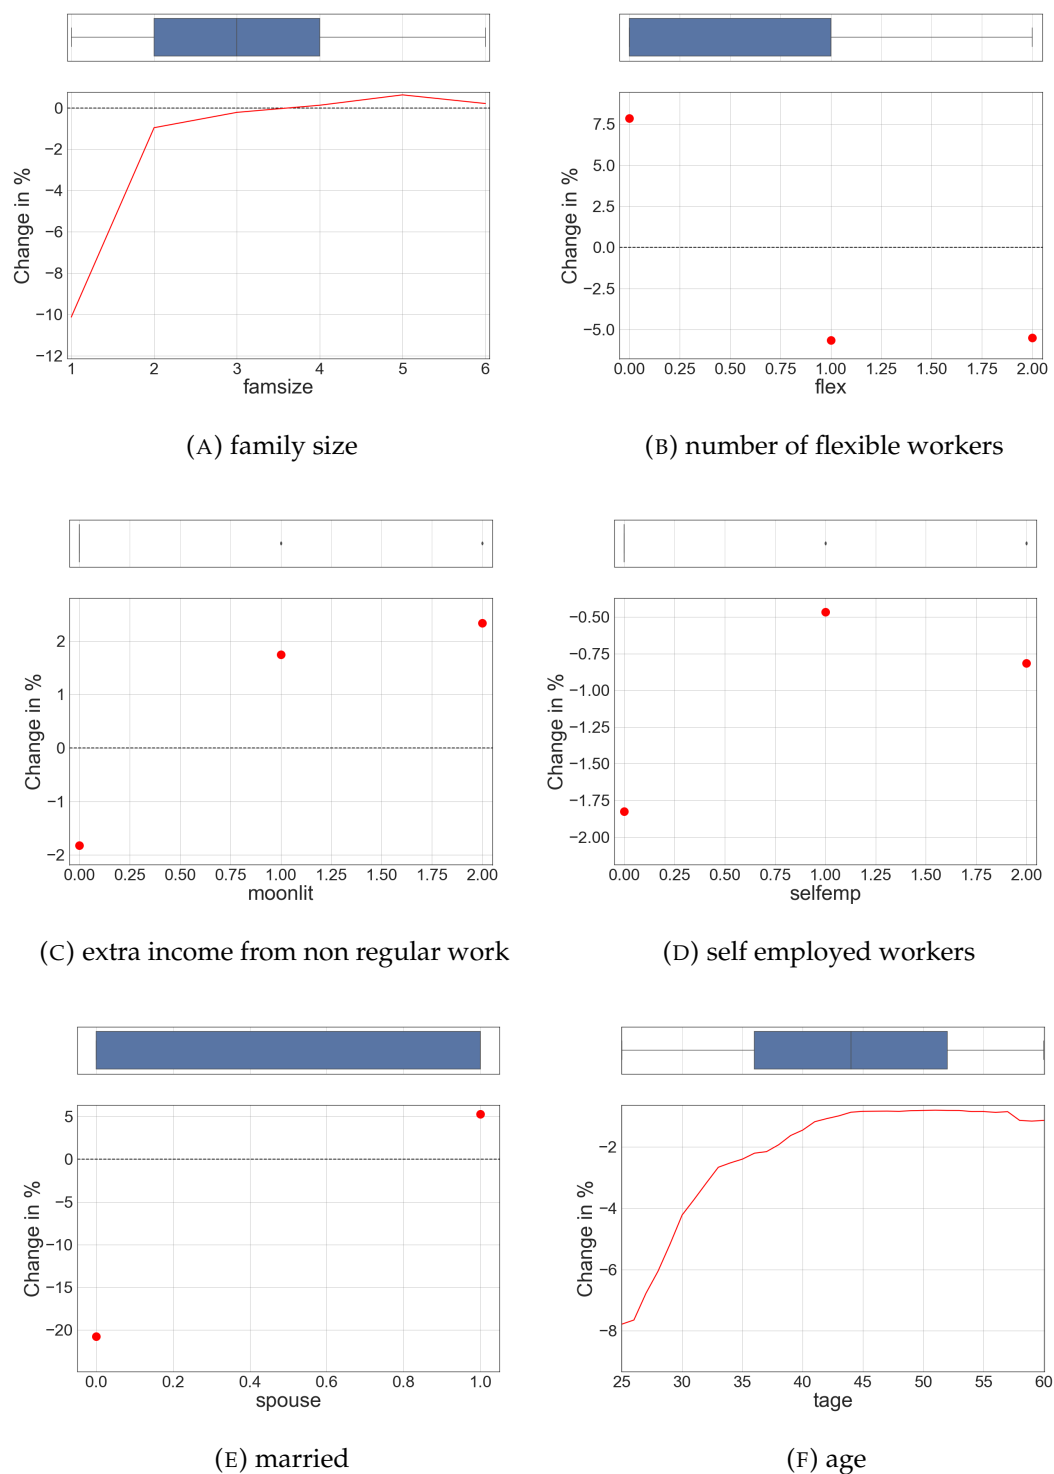 0
−2
−4
−6
−8
−10
−12
Change in %
1 2 3 4 5 6
famsize
(A) family size
7.5
5.0
2.5
0.0
−2.5
−5.0
Change in %
0.00 0.25 0.50 0.75 1.00 1.25 1.50 1.75 2.00
flex
(B) number of flexible workers
2
1
0
−1
−2
Change in %
0.00 0.25 0.50 0.75 1.00 1.25 1.50 1.75 2.00
moonlit
(C) extra income from non regular work
−0.50
−0.75
−1.00
−1.25
−1.50
−1.75
−2.00
Change in %
0.00 0.25 0.50 0.75 1.00 1.25 1.50 1.75 2.00
selfemp
(D) self employed workers
5
0
−5
−10
−15
−20
Change in %
0.0 0.2 0.4 0.6 0.8 1.0
spouse
(E) married
−2
−4
−6
−8
Change in %
25 30 35 40 45 50 55 60
tage
(F) age